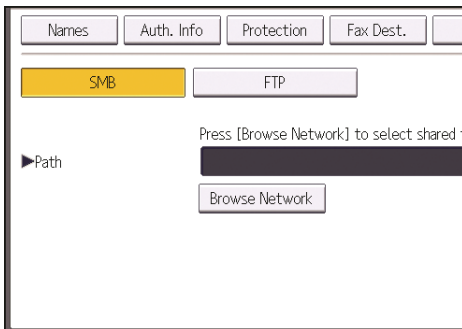 Names Auth. Info Protection Fax Dest.
SMB FTP
Press [Browse Network] to select shared
▶Path
Browse Network